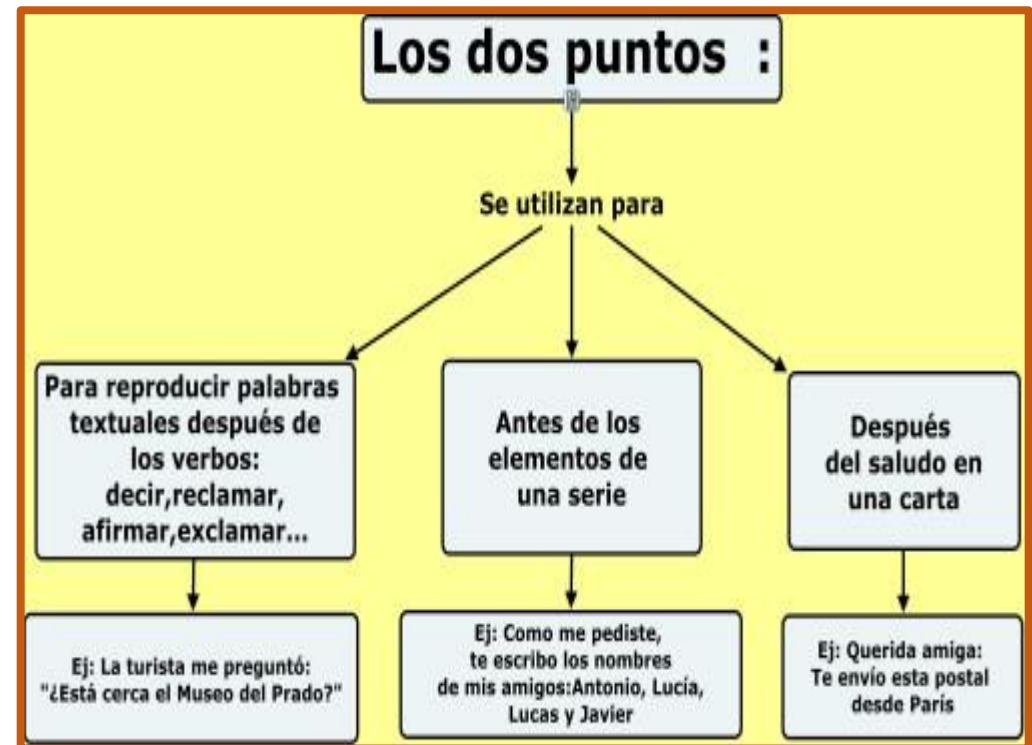 Los dos puntos :
Se utilizan para
Para reproducir palabras
textuales después de
los verbos:
decir,reclamar,
afirmar,exclamar...
Antes de los
elementos de
una serie
Después
del saludo en
una carta
Ej: La turista me preguntó:
"¿Está cerca el Museo del Prado?"
Ej: Como me pediste,
te escribo los nombres
de mis amigos:Antonio, Lucía,
Lucas y Javier
Ej: Querida amiga:
Te envío esta postal
desde París